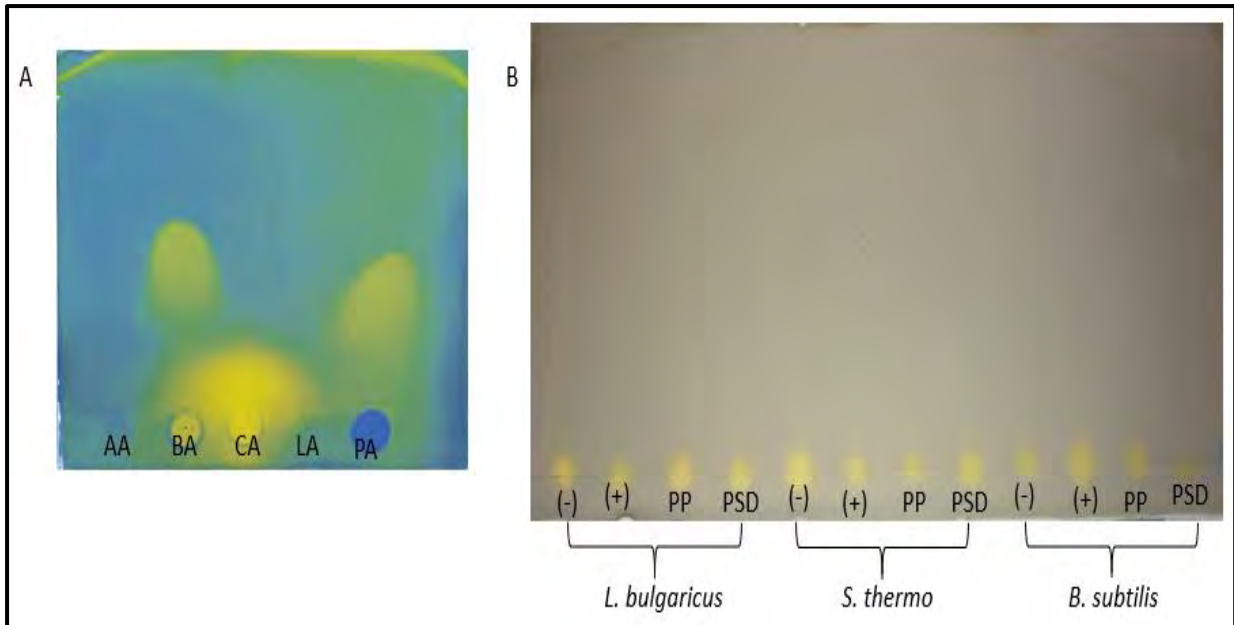 A
B
AA BA CA LA PA
(-) (+) PP PSD (-) (+) PP PSD (-) (+) PP PSD
L. bulgaricus S. thermo B. subtilis